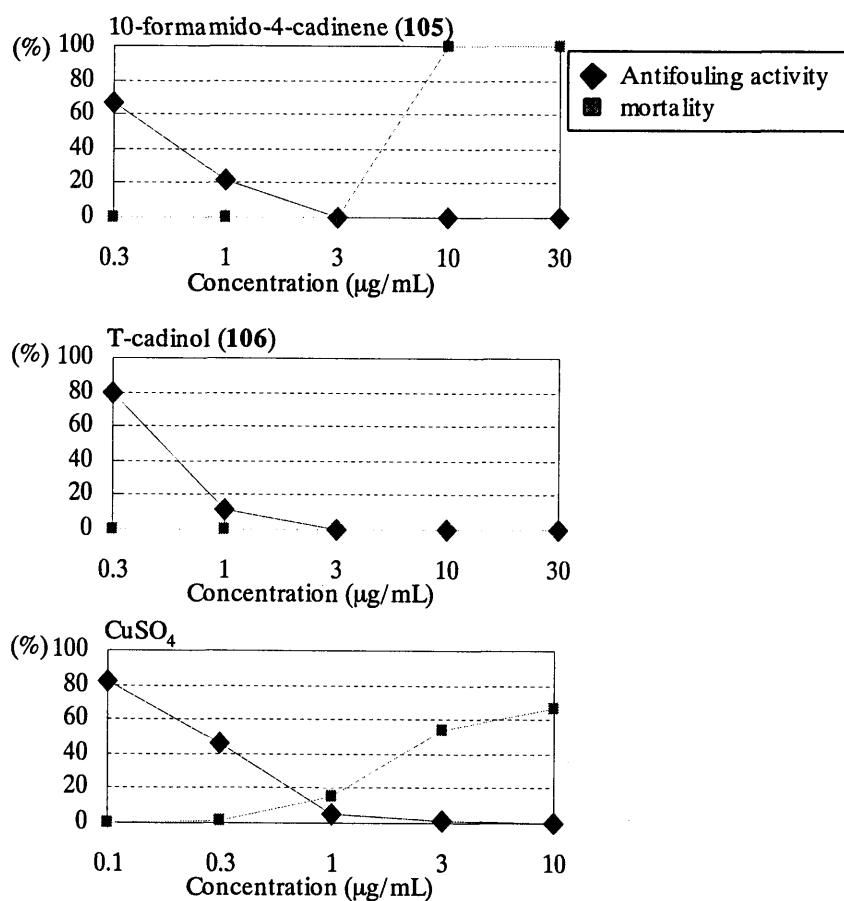 10-formamido-4-cadinene (105)
(%) 100
80
60
40
20
0
0.3 1 3 10 30
Concentration (μg/mL)
Antifouling activity
mortality
T-cadinol (106)
(%) 100
80
60
40
20
0
0.3 1 3 10 30
Concentration (μg/mL)
CuSO4
(%) 100
80
60
40
20
0
0.1 0.3 1 3 10
Concentration (μg/mL)